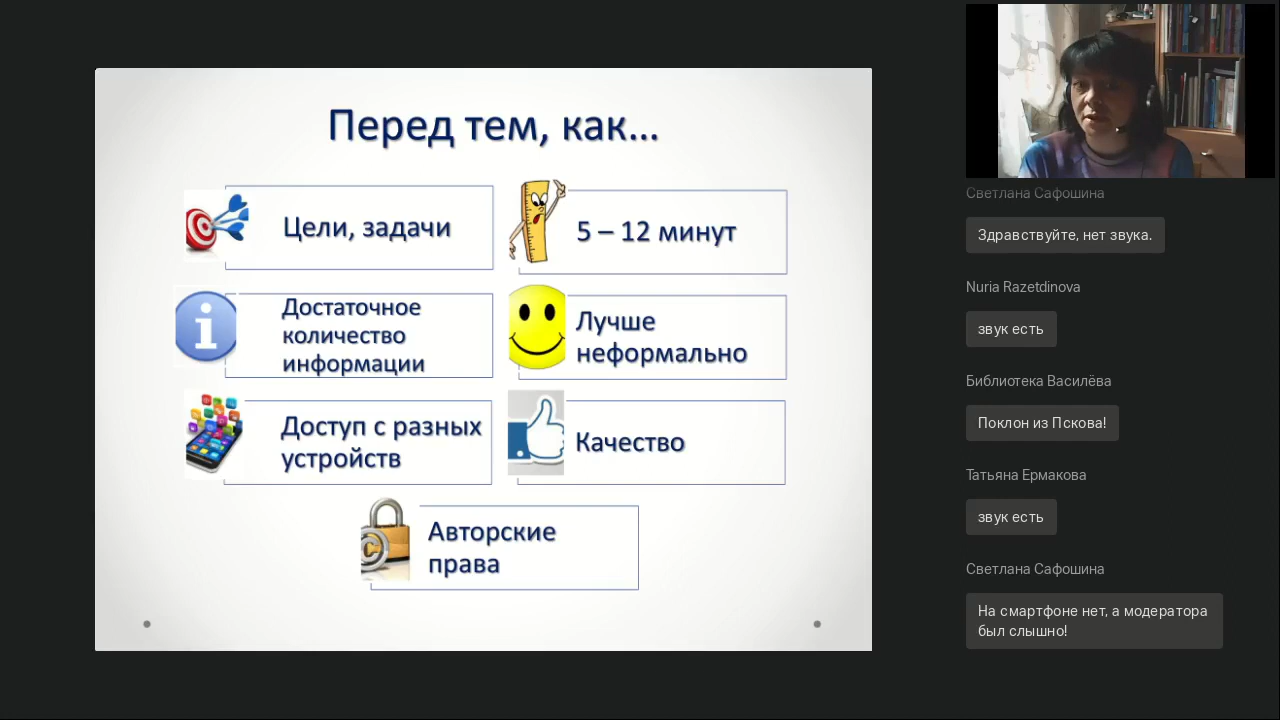 Перед тем, как...
Цели, задачи
5 – 12 минут
Достаточное
количество
информации
Лучше
неформально
Доступ с разных
устройств
Качество
Авторские
права
Светлана Сафошина
Здравствуйте, нет звука.
Nuria Razetdinova
звук есть
Библиотека Василёва
Поклон из Пскова!
Татьяна Ермакова
звук есть
Светлана Сафошина
На смартфоне нет, а модератора
был слышно!